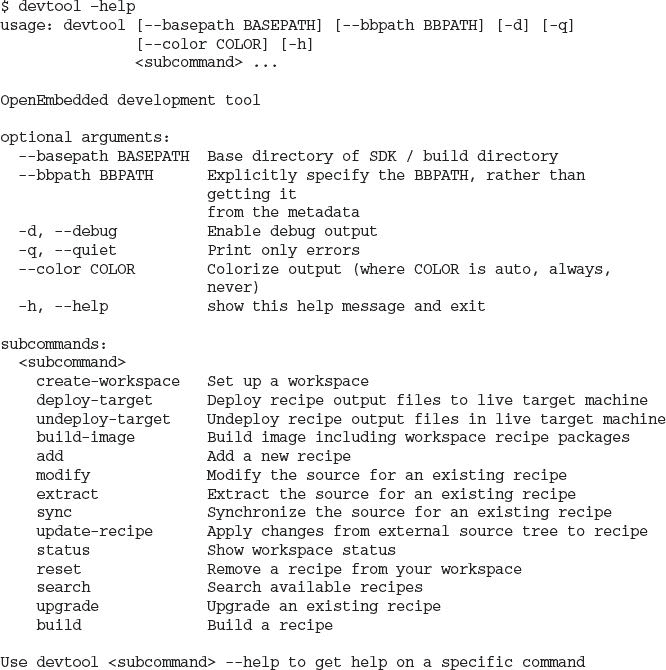 $ devtool –help
usage: devtool [--basepath BASEPATH] [--bbpath BBPATH] [-d] [-q]
[--color COLOR] [-h]
<subcommand> ...
OpenEmbedded development tool
optional arguments:
--basepath BASEPATH Base directory of SDK / build directory
--bbpath BBPATH Explicitly specify the BBPATH, rather than
getting it
from the metadata
-d, --debug Enable debug output
-q, --quiet Print only errors
--color COLOR Colorize output (where COLOR is auto, always,
never)
-h, --help show this help message and exit
subcommands:
<subcommand>
create-workspace Set up a workspace
deploy-target Deploy recipe output files to live target machine
undeploy-target Undeploy recipe output files in live target machine
build-image Build image including workspace recipe packages
add Add a new recipe
modify Modify the source for an existing recipe
extract Extract the source for an existing recipe
sync Synchronize the source for an existing recipe
update-recipe Apply changes from external source tree to recipe
status Show workspace status
reset Remove a recipe from your workspace
search Search available recipes
upgrade Upgrade an existing recipe
build Build a recipe
Use devtool <subcommand> --help to get help on a specific command